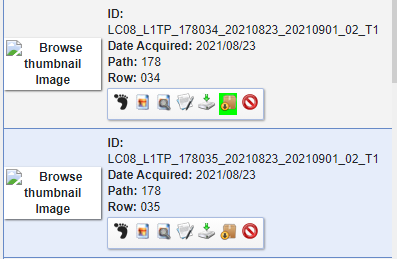 ID:
LC08_L1TP_178034_20210823_20210901_02_T1
Date Acquired: 2021/08/23
Path: 178
Row: 034
Browse
thumbnail
Image
ID:
LC08_L1TP_178035_20210823_20210901_02_T1
Date Acquired: 2021/08/23
Path: 178
Row: 035
Browse
thumbnail
Image